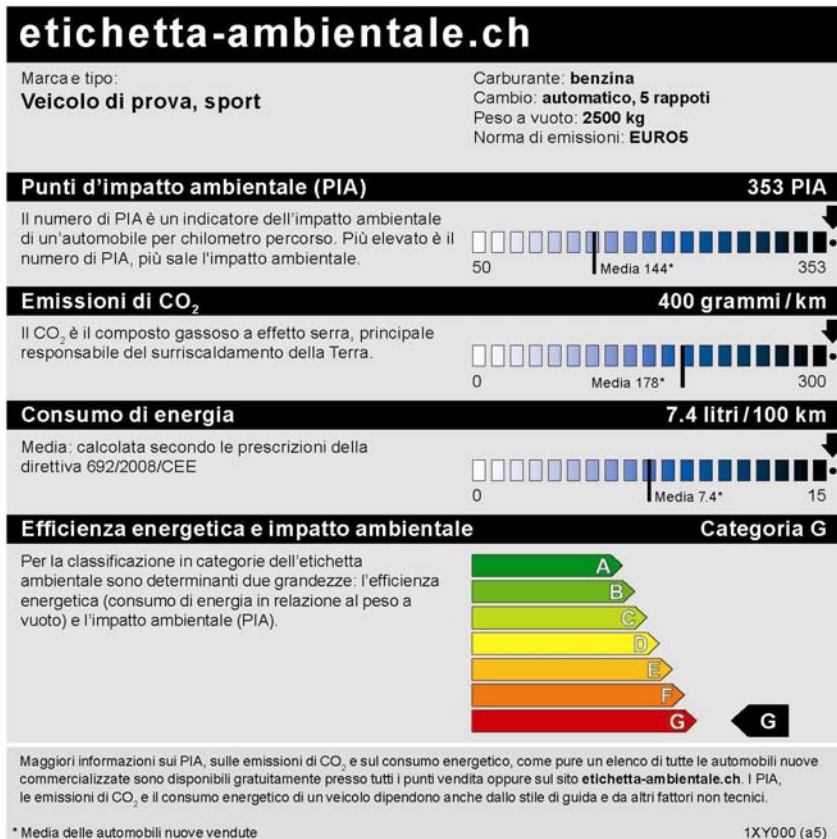 etichetta-ambientale.ch
Marca e tipo:
Veicolo di prova, sport
Carburante: benzina
Cambio: automatico, 5 rappoti
Peso a vuoto: 2500 kg
Norma di emissioni: EURO5
Punti d'impatto ambientale (PIA) 353 PIA
Il numero di PIA è un indicatore dell'impatto ambientale
di un'automobile per chilometro percorso. Più elevato è il
numero di PIA, più sale l'impatto ambientale.
50 Media 144* 353
Emissioni di CO₂ 400 grammi/km
Il CO₂ è il composto gassoso a effetto serra, principale
responsabile del surriscaldamento della Terra.
0 Media 178* 300
Consumo di energia 7.4 litri/100 km
Media: calcolata secondo le prescrizioni della
direttiva 692/2008/CEE
0 Media 7.4* 15
Efficienza energetica e impatto ambientale Categoria G
Per la classificazione in categorie dell'etichetta
ambientale sono determinanti due grandezze: l'efficienza
energetica (consumo di energia in relazione al peso a
vuoto) e l'impatto ambientale (PIA).
A
B
C
D
E
F
G G
Maggiori informazioni sui PIA, sulle emissioni di CO₂ e sul consumo energetico, come pure un elenco di tutte le automobili nuove
commercializzate sono disponibili gratuitamente presso tutti i punti vendita oppure sul sito etichetta-ambientale.ch. I PIA,
le emissioni di CO₂ e il consumo energetico di un veicolo dipendono anche dallo stile di guida e da altri fattori non tecnici.
* Media delle automobili nuove vendute 1XY000 (a5)